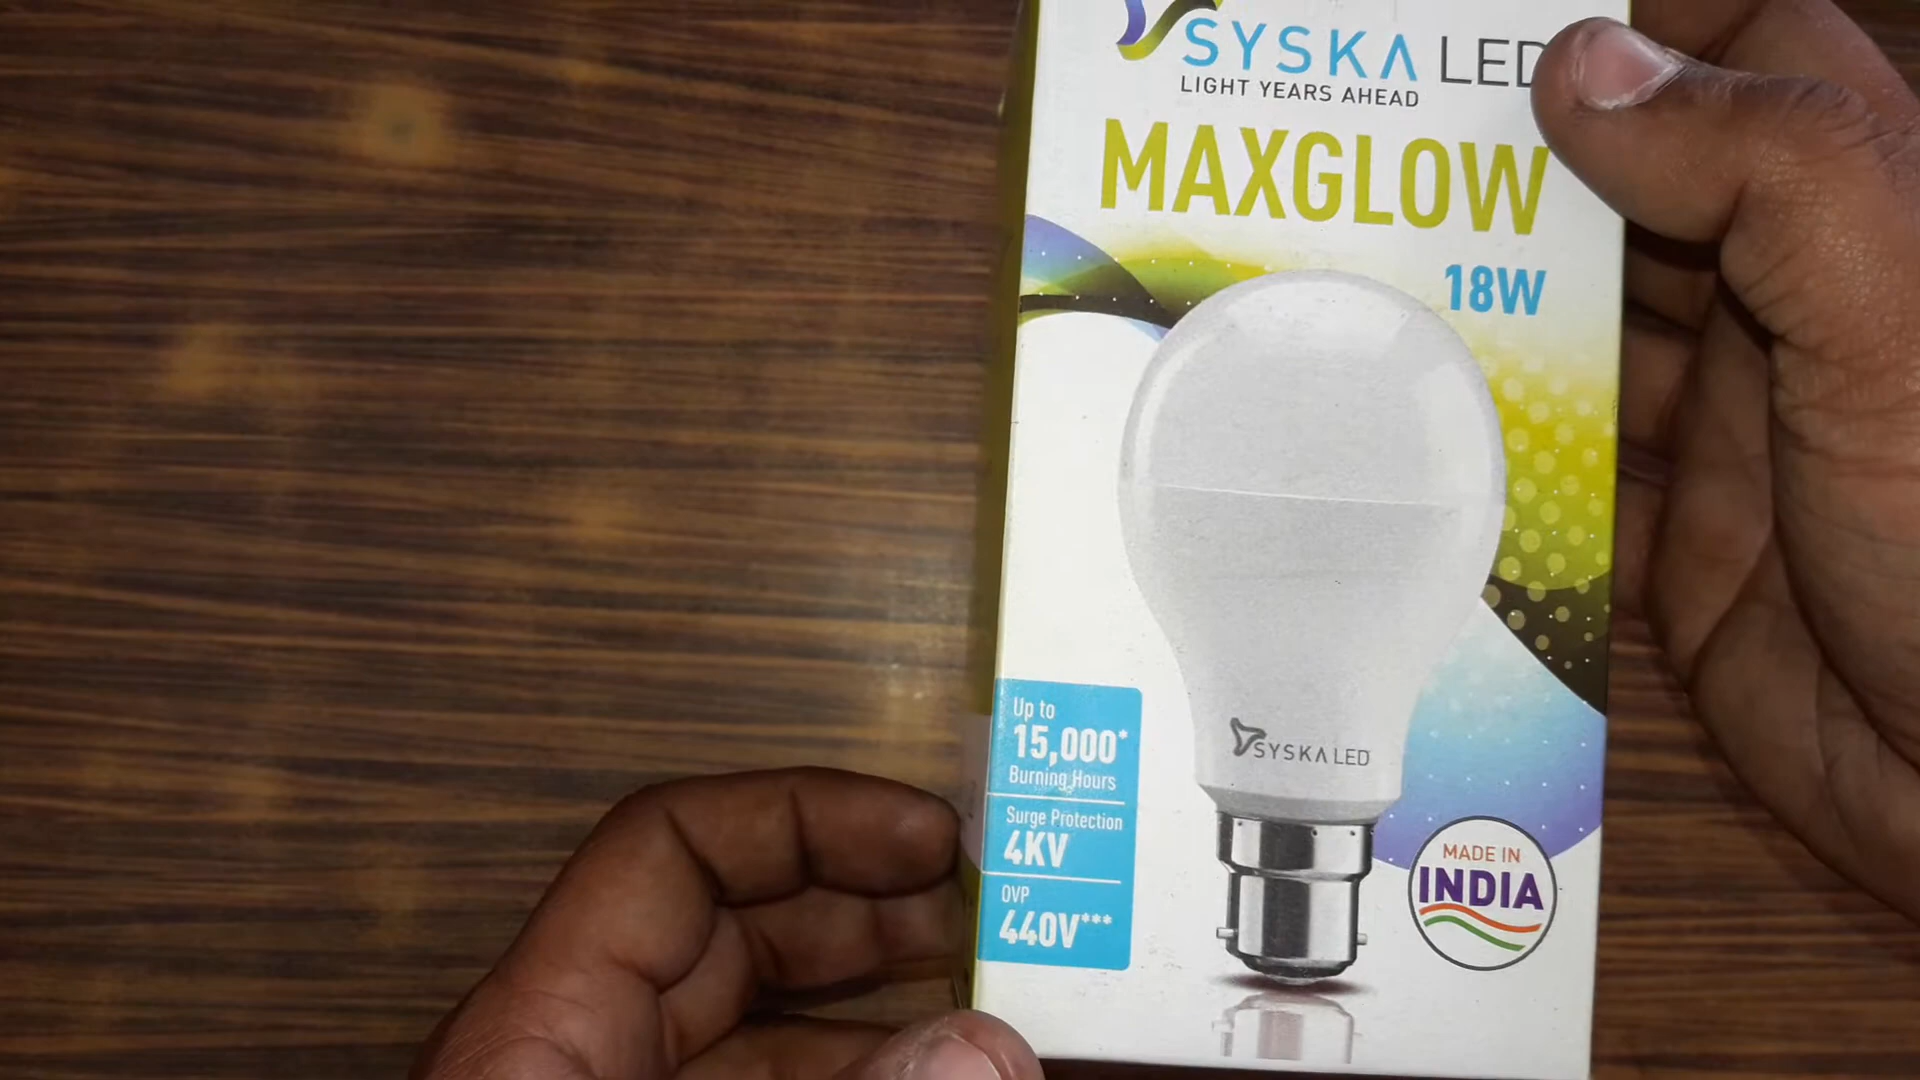 SYSKA LED
LIGHT YEARS AHEAD
MAXGLOW
18W
SYSKA LED
Up to
15,000*
Burning Hours
Surge Protection
4KV
OVP
440V***
MADE IN
INDIA